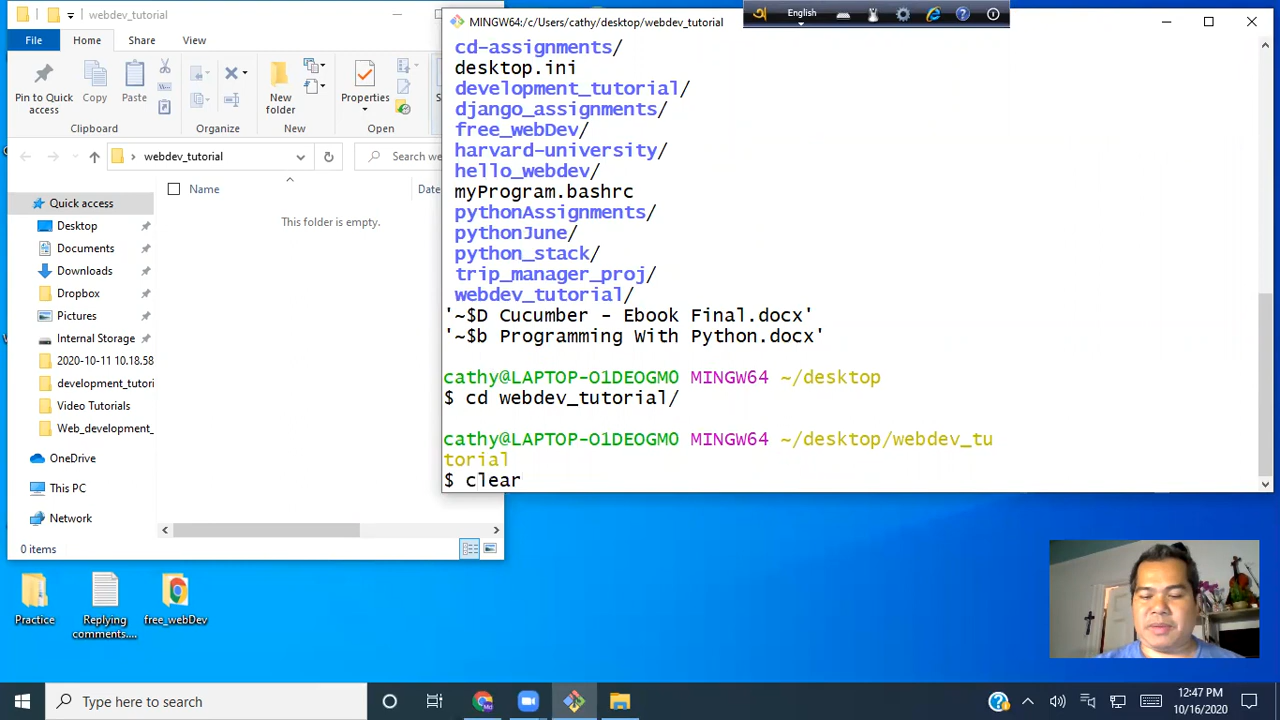 webdev_tutorial
File
Home
Share
View
Pin to Quick access
Copy
Paste
New folder
Properties
Clipboard
Organize
New
Open
webdev_tutorial
Search we
Name
Date
This folder is empty.
Quick access
Desktop
Documents
Downloads
Dropbox
Pictures
Internal Storage
2020-10-11 10.18.58
development_tutori
Video Tutorials
Web_development_
OneDrive
This PC
Network
0 items
MINGW64:/c/Users/cathy/desktop/webdev_tutorial
English
cd-assignments/
desktop.ini
development_tutorial/
django_assignments/
free_webDev/
harvard-university/
hello_webdev/
myProgram.bashrc
pythonAssignments/
pythonJune/
python_stack/
trip_manager_proj/
webdev_tutorial/
'~$D Cucumber - Ebook Final.docx'
'~$b Programming With Python.docx'
cathy@LAPTOP-O1DEOGM0 MINGW64 ~/desktop
$ cd webdev_tutorial/
cathy@LAPTOP-O1DEOGM0 MINGW64 ~/desktop/webdev_tu
torial
$ clear
Practice
Replying comments....
free_webDev
Type here to search
12:47 PM
10/16/2020